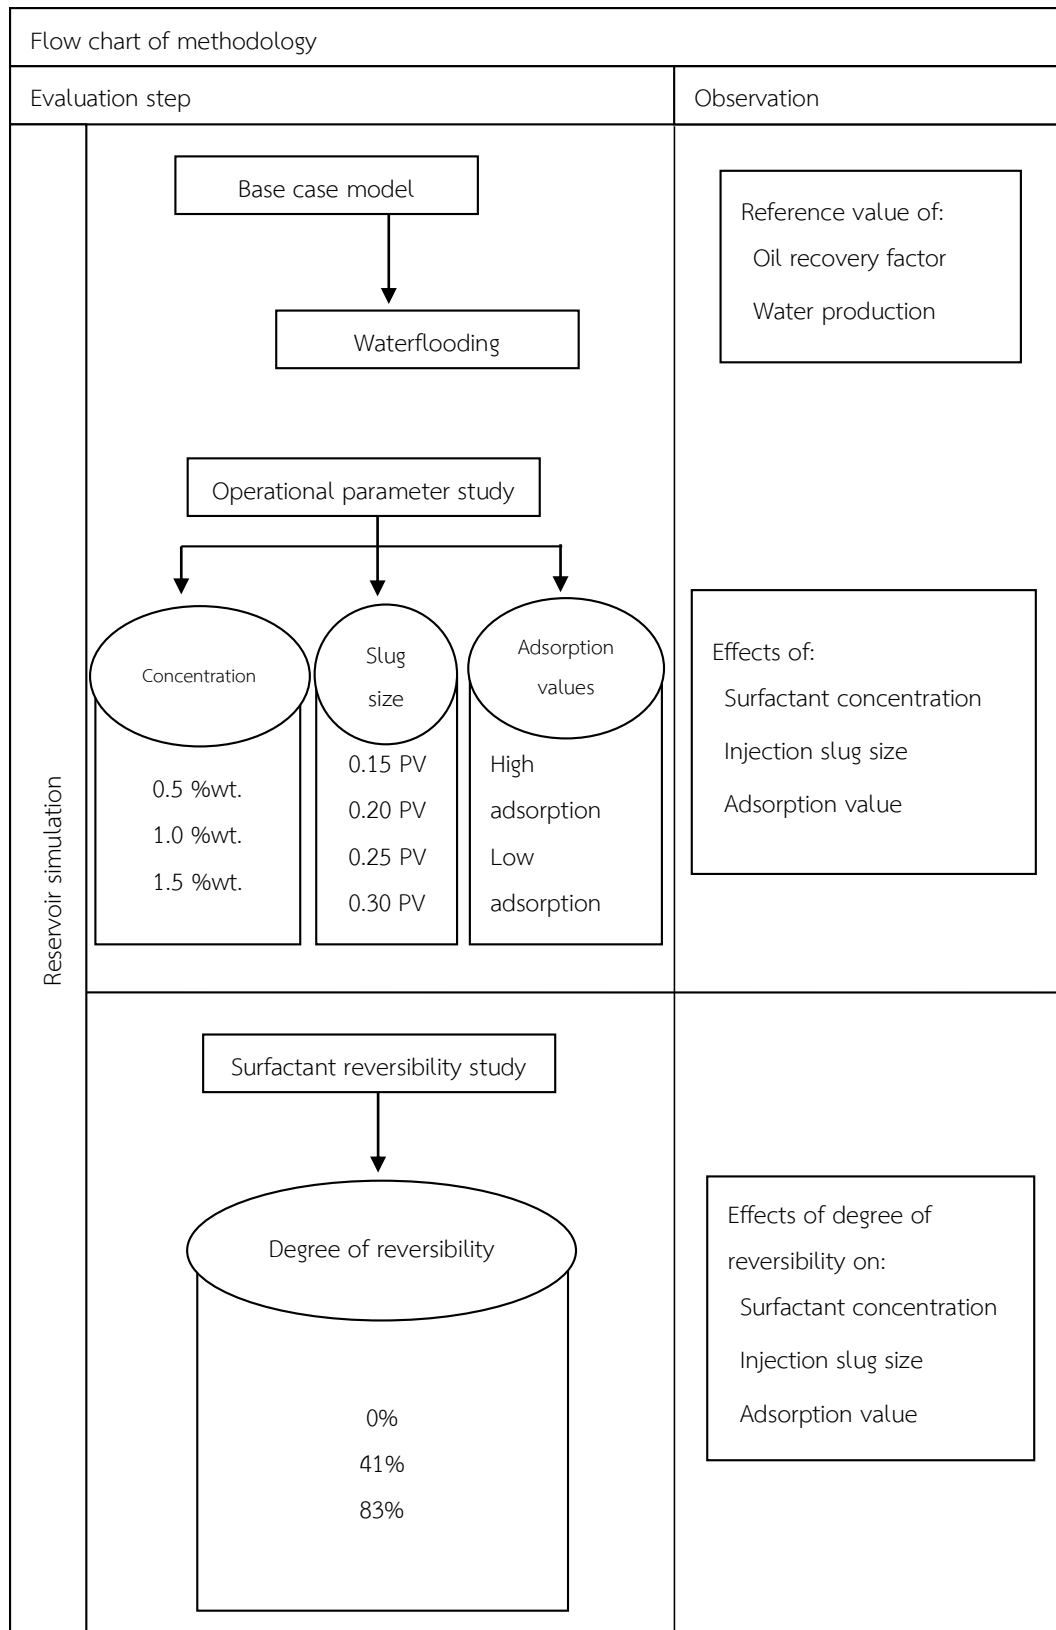 Flow chart of methodology
Evaluation step
Observation
Reservoir simulation
Base case model
Waterflooding
Reference value of:
Oil recovery factor
Water production
Operational parameter study
Concentration
0.5 %wt.
1.0 %wt.
1.5 %wt.
Slug
size
0.15 PV
0.20 PV
0.25 PV
0.30 PV
Adsorption
values
High
adsorption
Low
adsorption
Effects of:
Surfactant concentration
Injection slug size
Adsorption value
Surfactant reversibility study
Degree of reversibility
0%
41%
83%
Effects of degree of
reversibility on:
Surfactant concentration
Injection slug size
Adsorption value